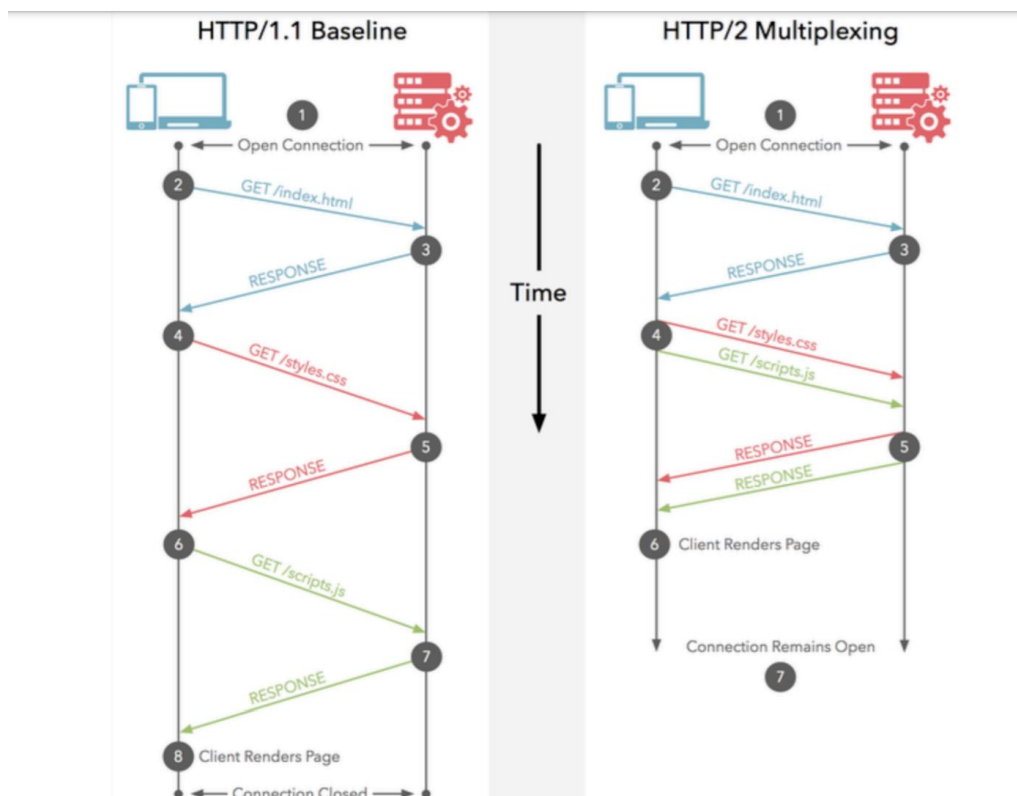 HTTP/1.1 Baseline
1
Open Connection
2
GET /index.html
3
RESPONSE
4
GET /styles.css
5
RESPONSE
6
GET /scripts.js
7
RESPONSE
8 Client Renders Page
Connection Closed
Time
HTTP/2 Multiplexing
1
Open Connection
2
GET /index.html
3
RESPONSE
4
GET /styles.css
GET /scripts.js
5
RESPONSE
RESPONSE
6 Client Renders Page
Connection Remains Open
7